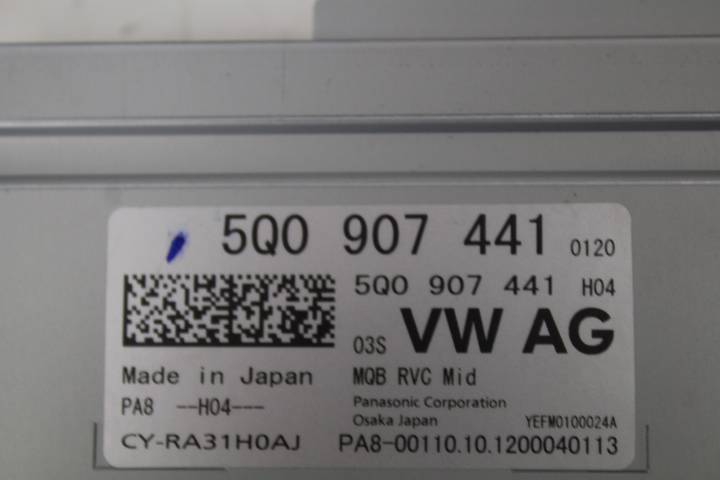 5Q0 907 441 0120
5Q0 907 441 H04
03S VW AG
Made in Japan MQB RVC Mid
PA8 --H04--- Panasonic Corporation
Osaka Japan YEFM0100024A
CY-RA31H0AJ PA8-00110.10.1200040113